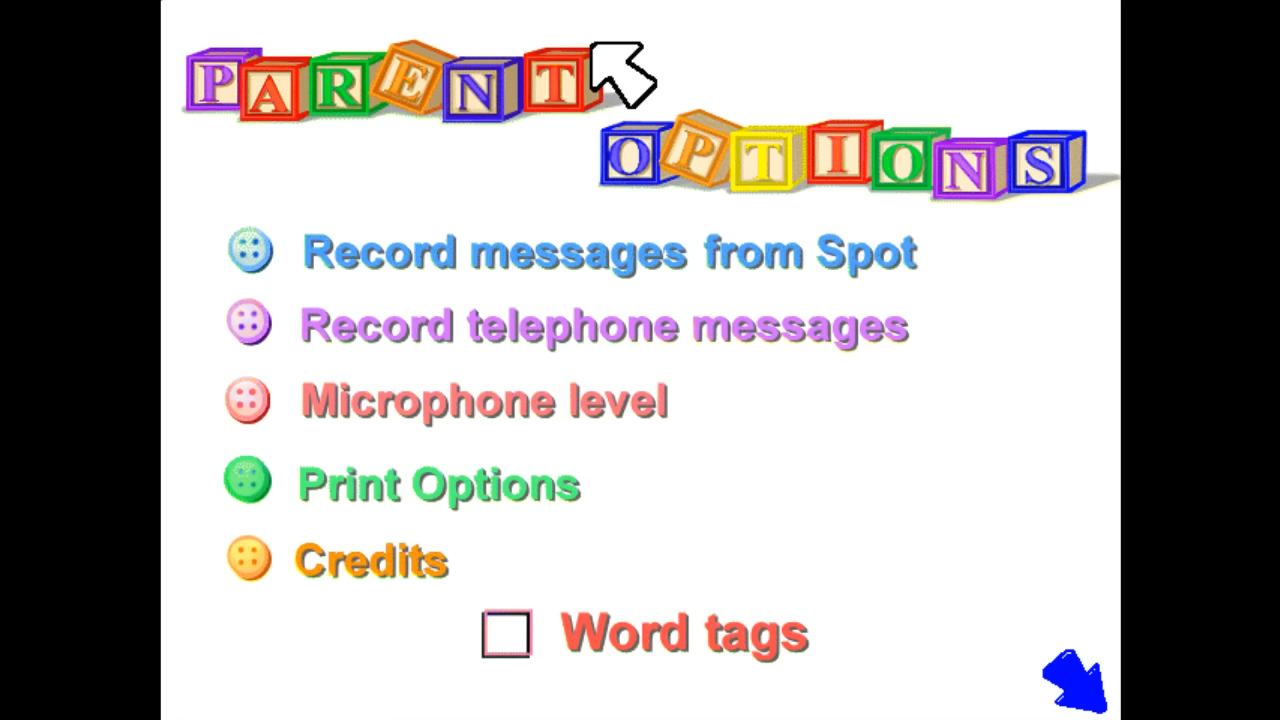 PARENT
OPTIONS
Record messages from Spot
Record telephone messages
Microphone level
Print Options
Credits
Word tags